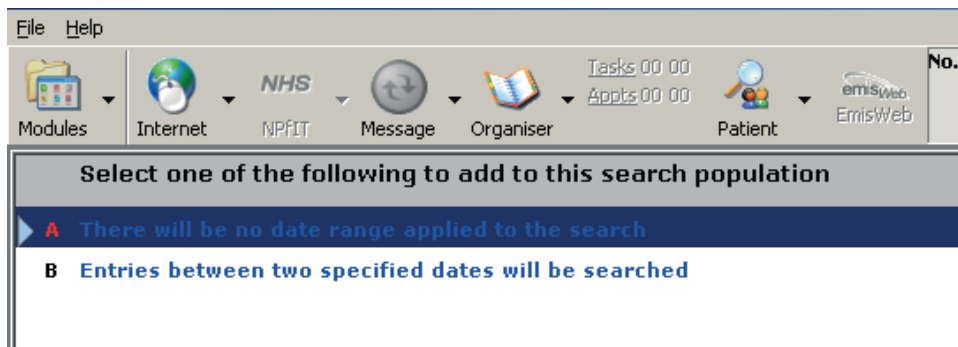 File Help
Tasks 00 00
No.
NHS
Appts 00 00
emisWeb
Modules Internet NPfIT Message Organiser Patient EmisWeb
Select one of the following to add to this search population
A There will be no date range applied to the search
B Entries between two specified dates will be searched